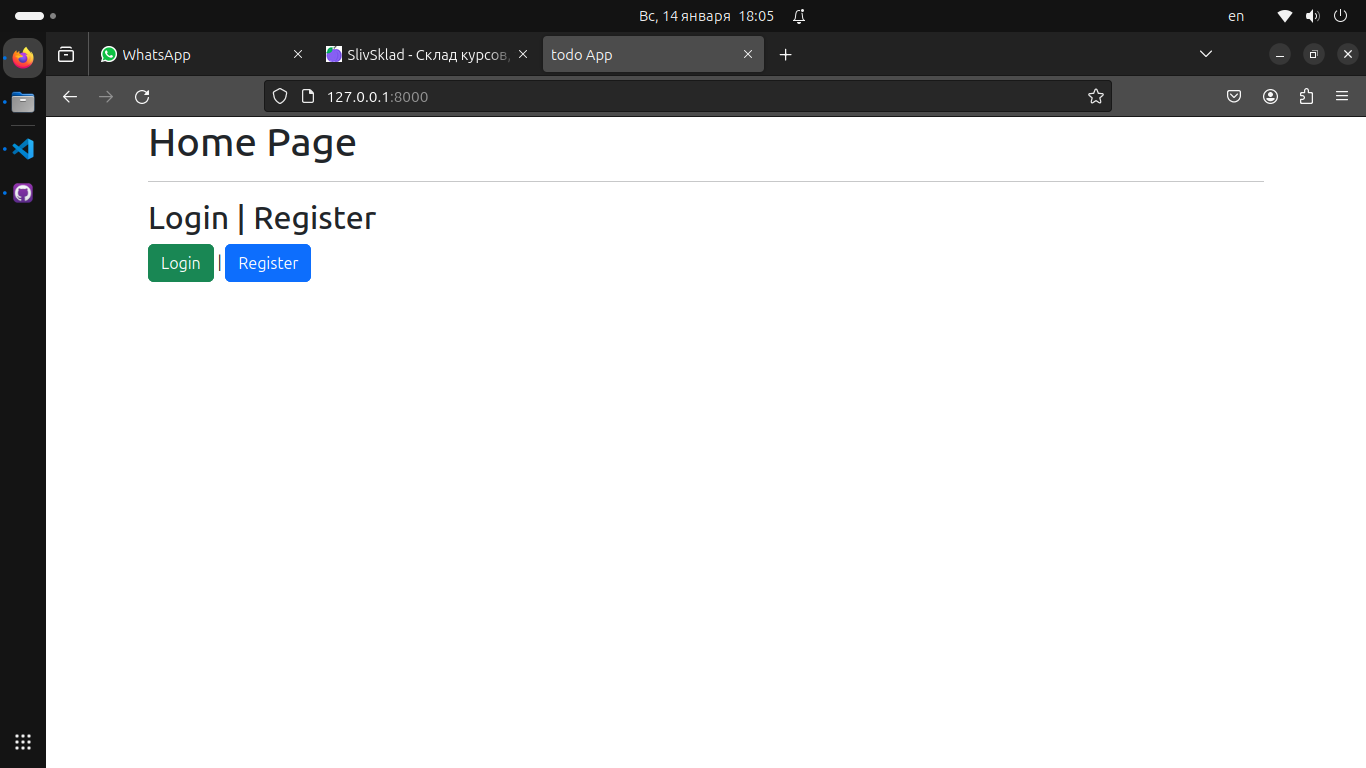 Вс, 14 января 18:05
en
WhatsApp
SlivSklad - Склад курсов,
todo App
127.0.0.1:8000
Home Page
Login | Register
Login | Register